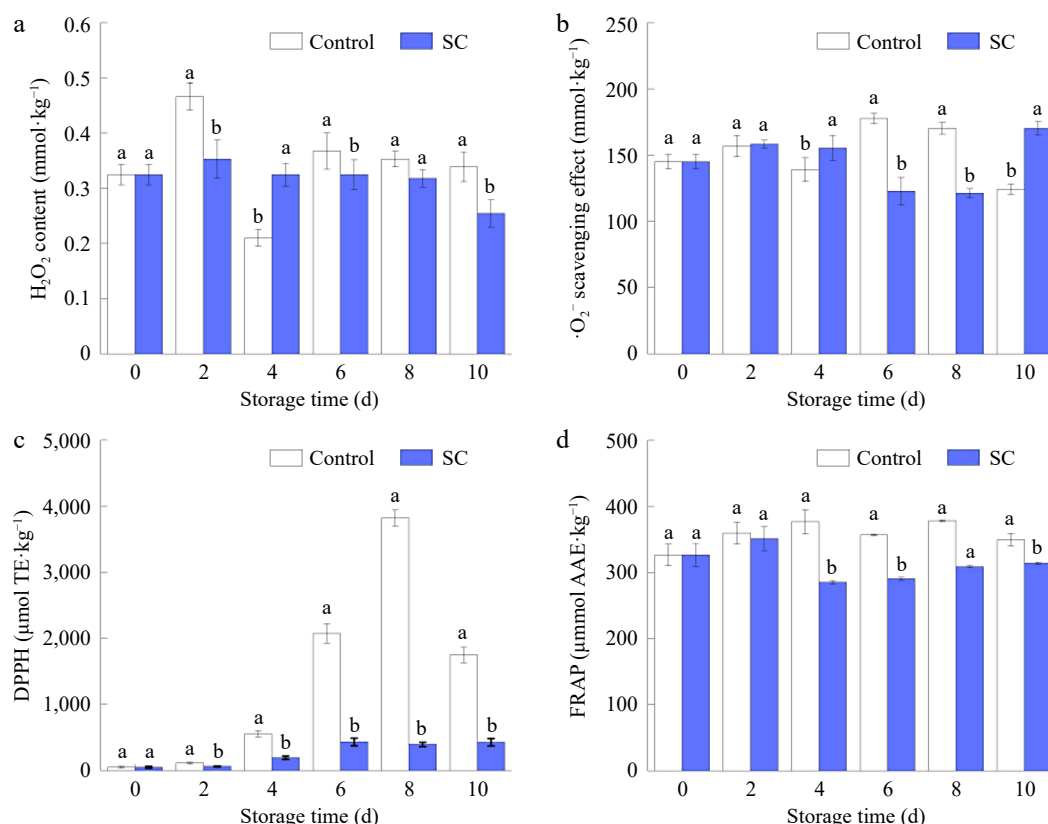 a
Control SC
H₂O₂ content (mmol·kg⁻¹)
0.6
0.5
0.4
0.3
0.2
0.1
0
a a a b b a a b a a a b
0 2 4 6 8 10
Storage time (d)
b
Control SC
·O₂⁻ scavenging effect (mmol·kg⁻¹)
250
200
150
100
50
0
a a a a b a a b a b b a
0 2 4 6 8 10
Storage time (d)
c
Control SC
DPPH (μmol TE·kg⁻¹)
5,000
4,000
3,000
2,000
1,000
0
a a a b a b a b a b a b
0 2 4 6 8 10
Storage time (d)
d
Control SC
FRAP (μmmol AAE·kg⁻¹)
500
400
300
200
100
0
a a a a a b a b a a a b
0 2 4 6 8 10
Storage time (d)